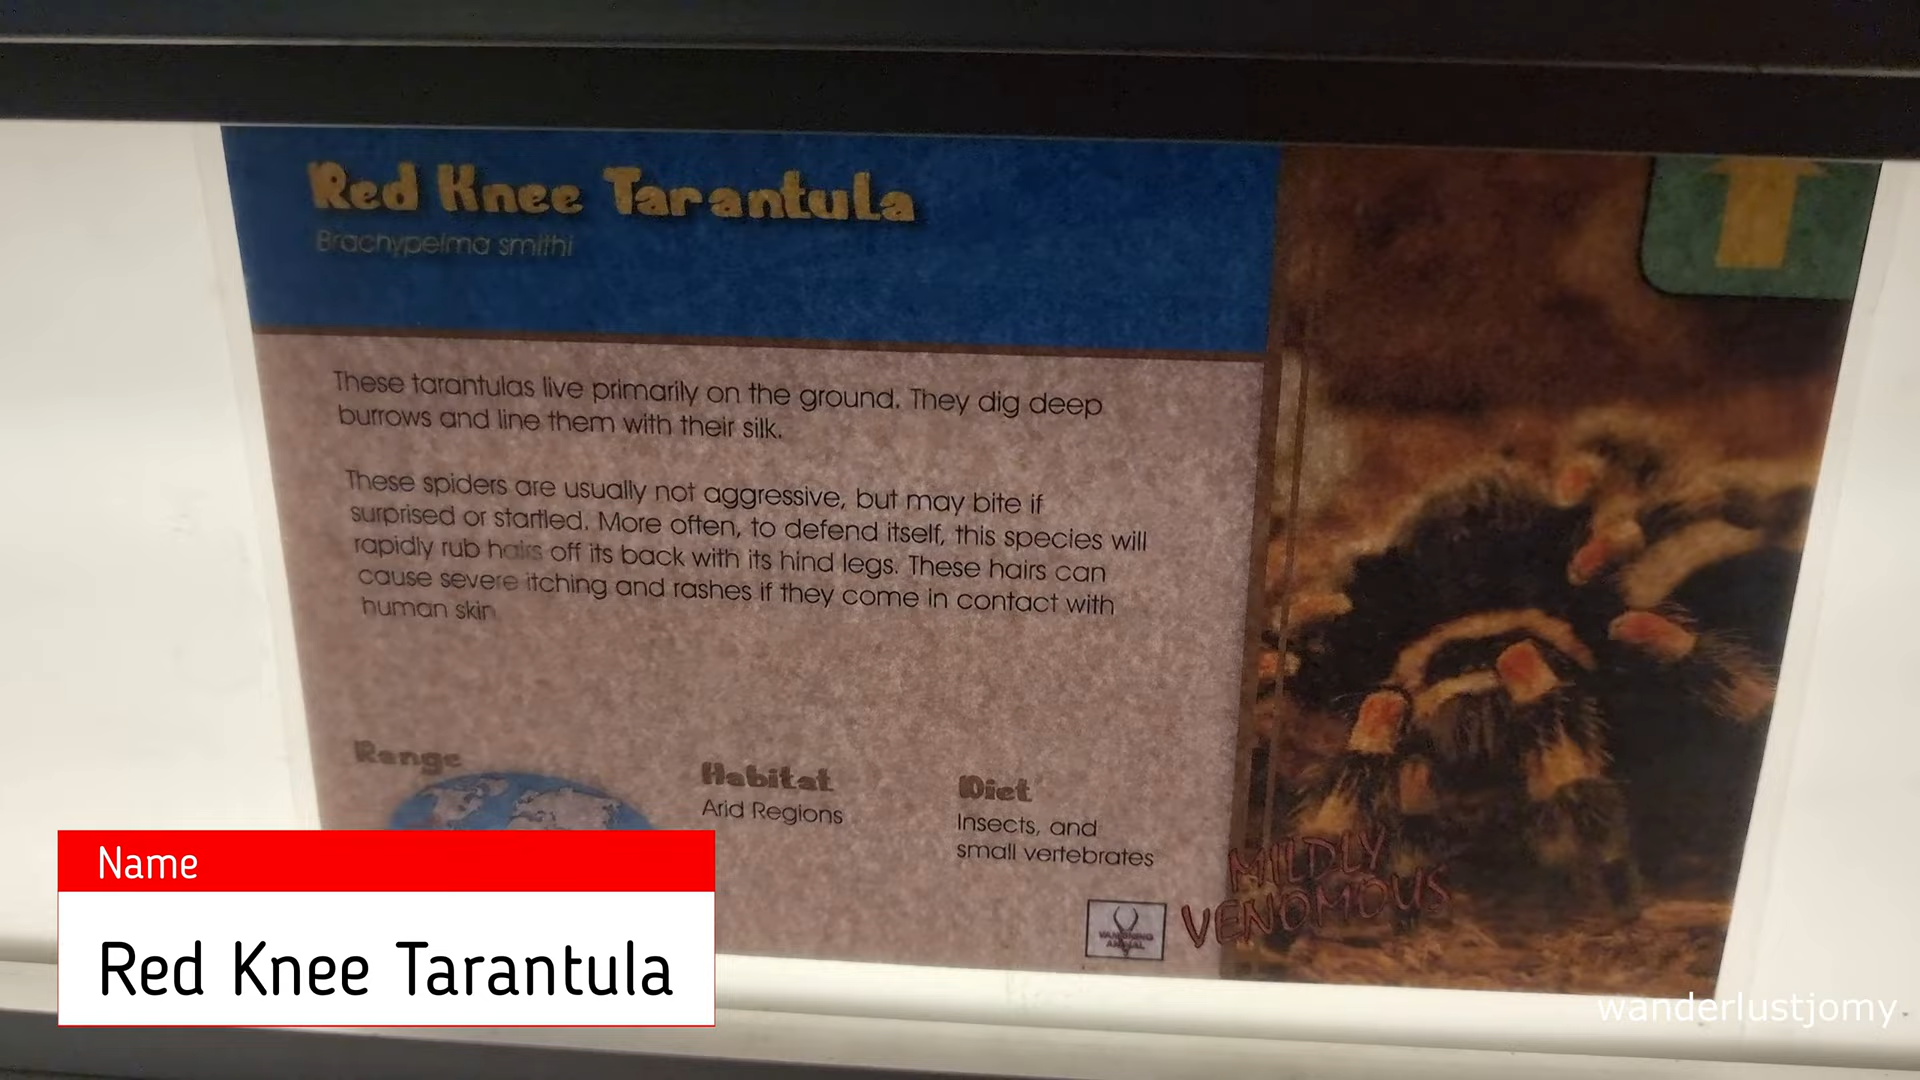 Red Knee Tarantula
Brachypelma smithi
These tarantulas live primarily on the ground. They dig deep
burrows and line them with their silk.
These spiders are usually not aggressive, but may bite if
surprised or startled. More often, to defend itself, this species will
rapidly rub hairs off its back with its hind legs. These hairs can
cause severe itching and rashes if they come in contact with
human skin
Range
Habitat
Arid Regions
Diet
Insects, and
small vertebrates
MILDLY
VENOMOUS
VANISHING
ANIMAL
Name
Red Knee Tarantula
wanderlustjomy